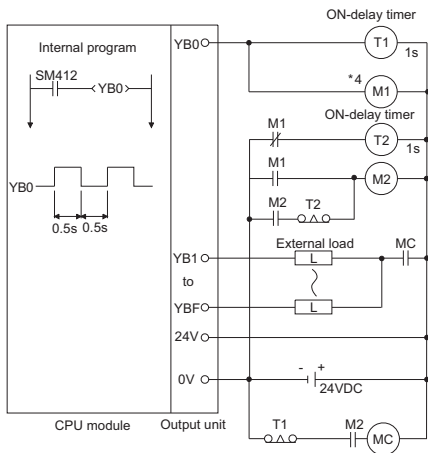 ON-delay timer
Internal program
YB0
T1
1s
SM412
YB0
*4
M1
ON-delay timer
M1
T2
1s
YB0
M1
M2
M2
T2
0.5s 0.5s
External load
MC
YB1
L
to
YBF
L
24V
0V
- +
24VDC
T1
M2
MC
CPU module
Output unit